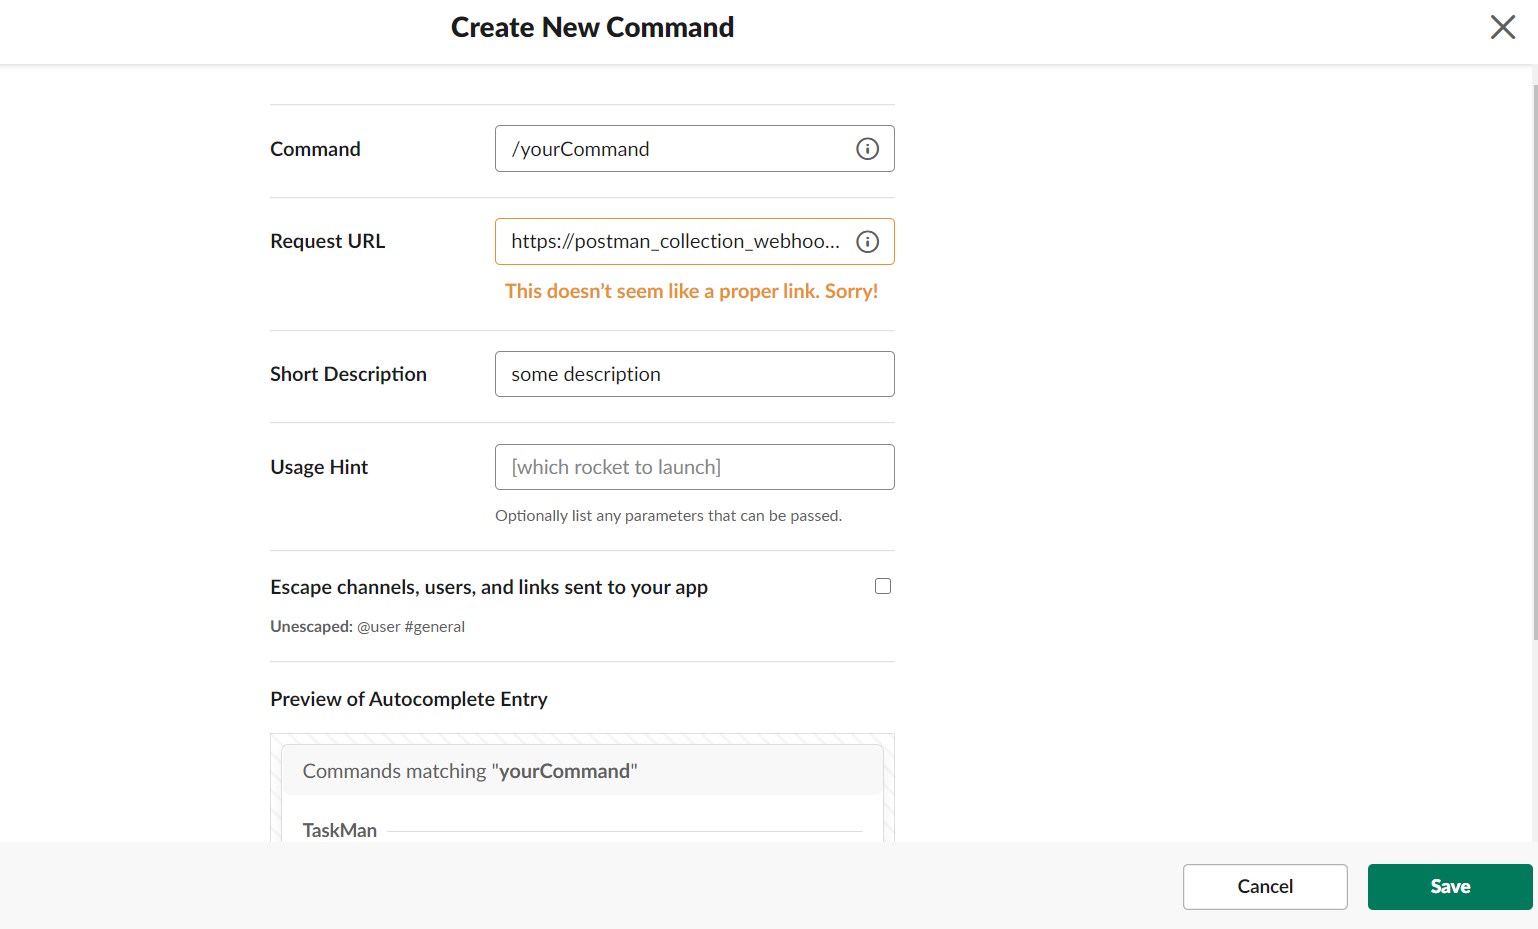 Create New Command
Command
/yourCommand
Request URL
https://postman_collection_webhoo...
This doesn't seem like a proper link. Sorry!
Short Description
some description
Usage Hint
[which rocket to launch]
Optionally list any parameters that can be passed.
Escape channels, users, and links sent to your app
Unescaped: @user #general
Preview of Autocomplete Entry
Commands matching "yourCommand"
TaskMan
Cancel
Save